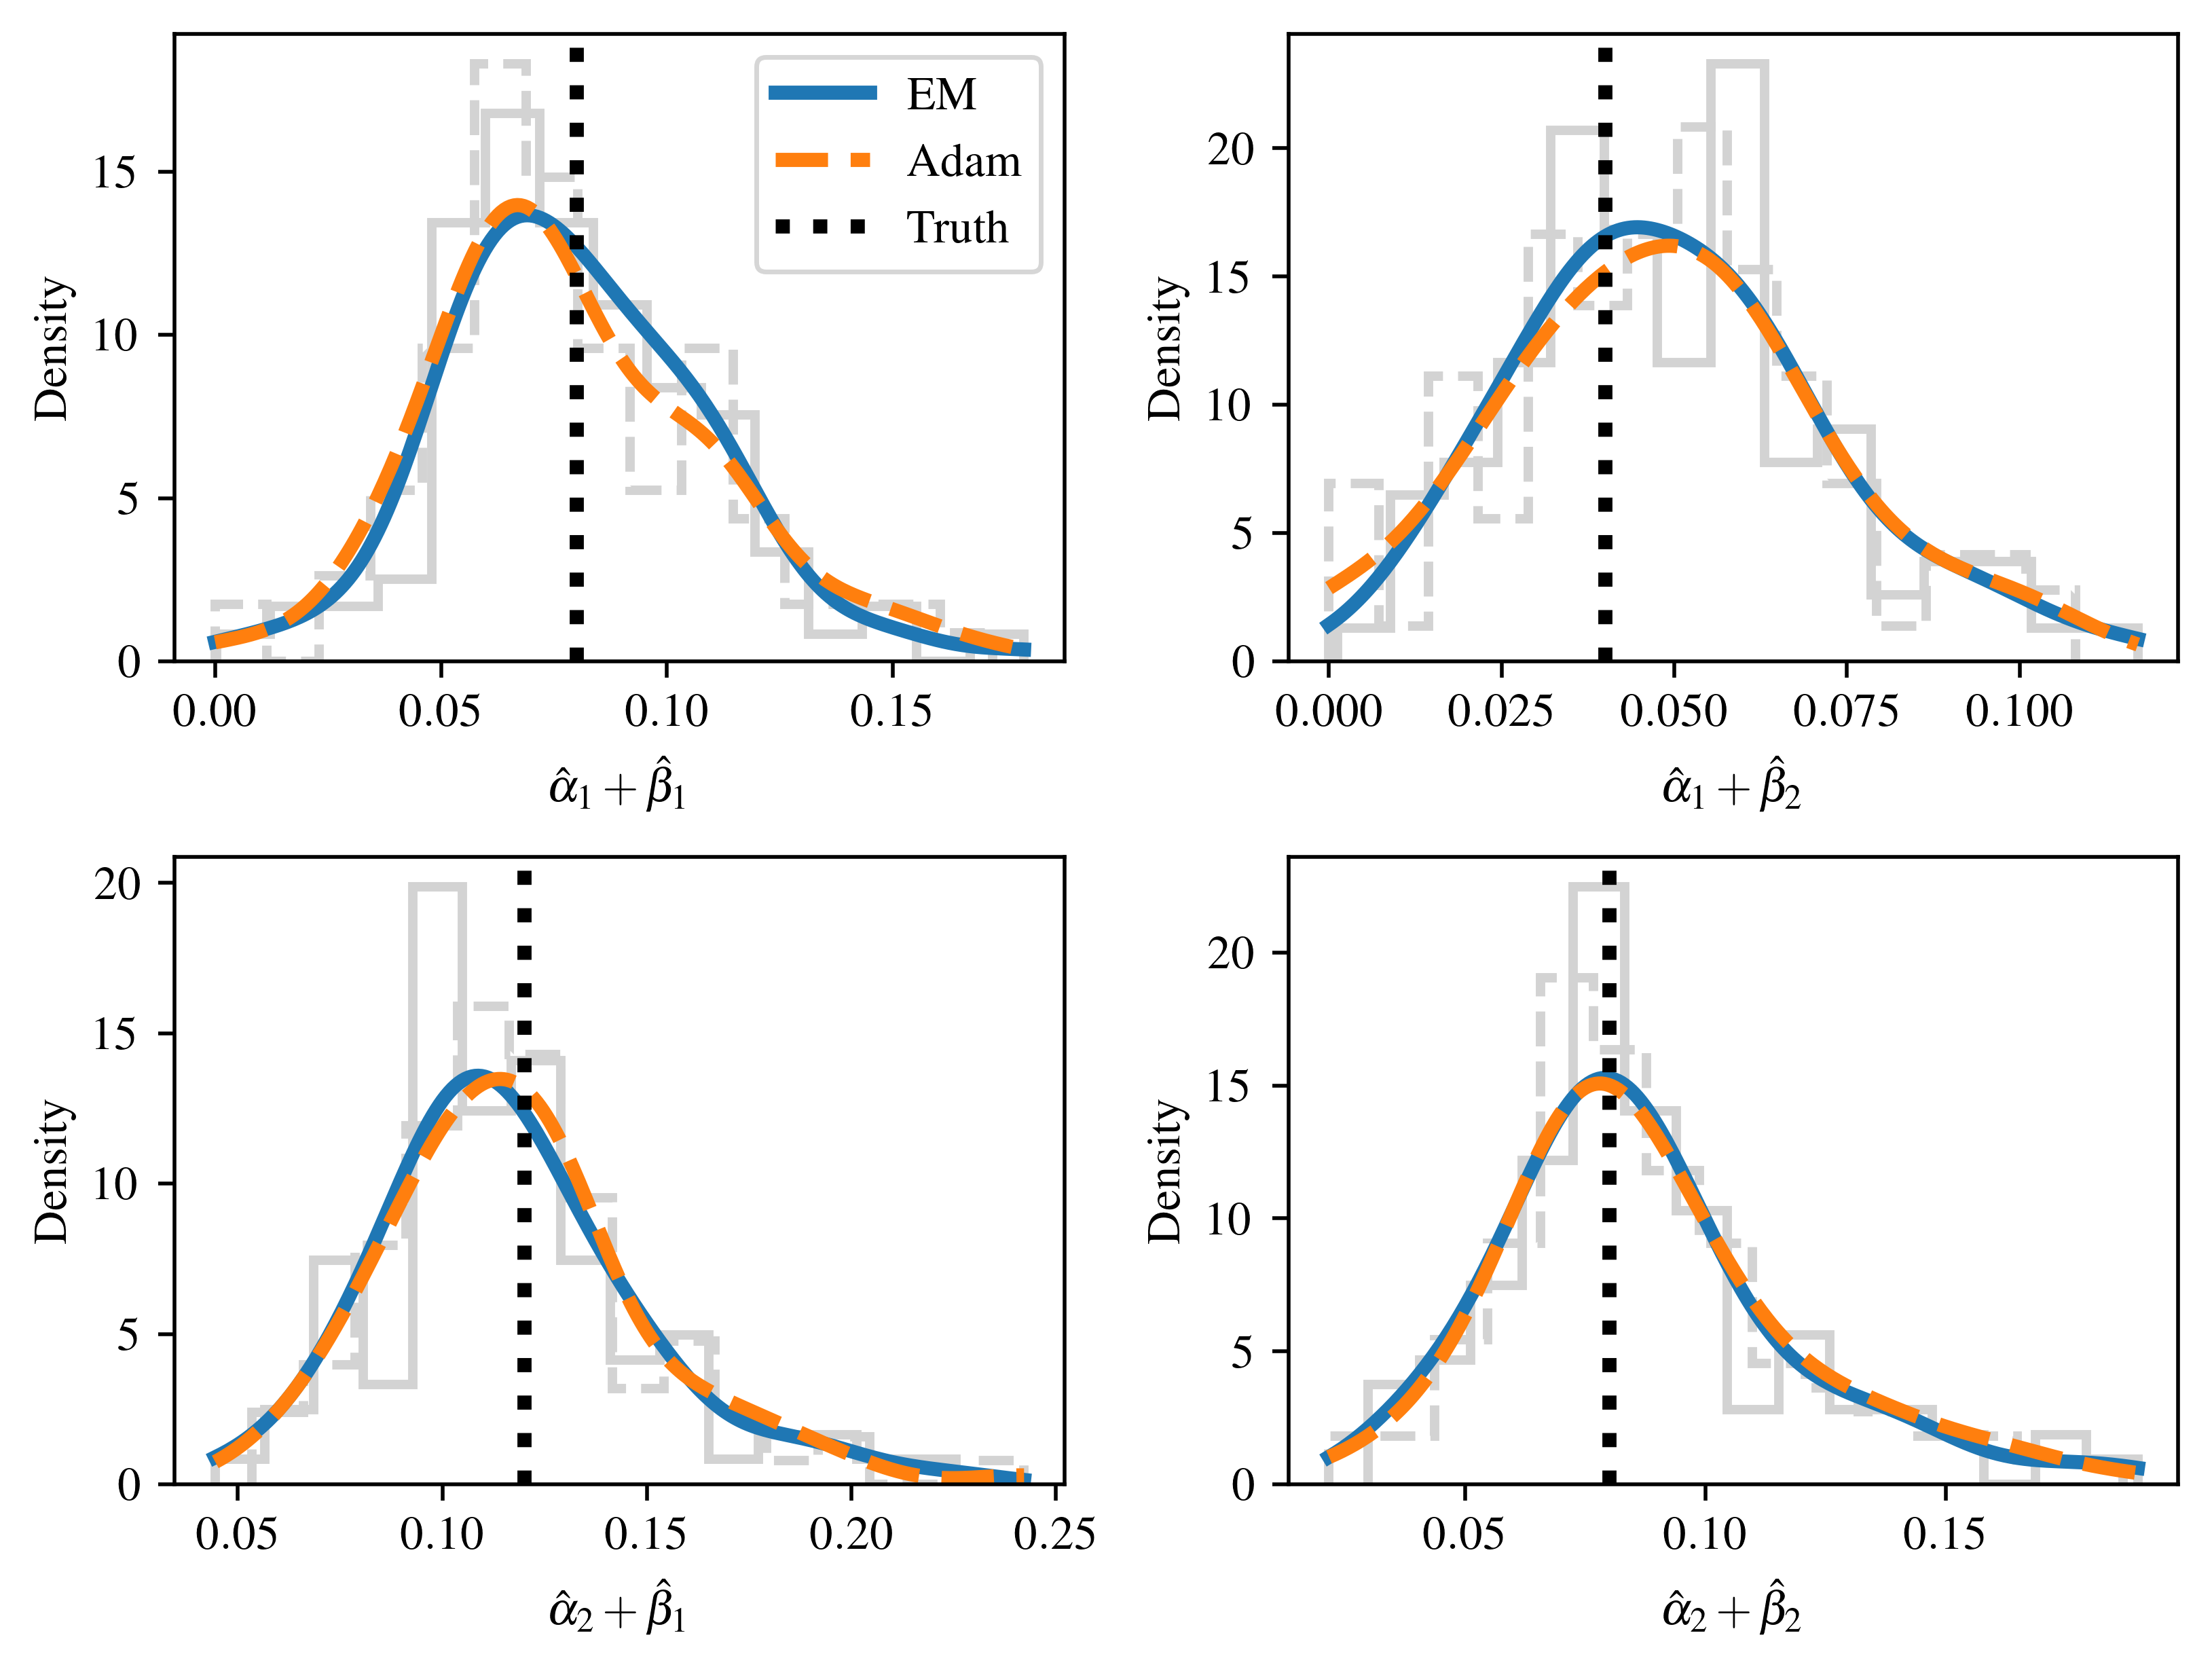 Density
15
10
5
0
0.00 0.05 0.10 0.15
α̂₁ + β̂₁
EM
Adam
Truth
Density
20
15
10
5
0
0.000 0.025 0.050 0.075 0.100
α̂₁ + β̂₂
Density
20
15
10
5
0
0.05 0.10 0.15 0.20 0.25
α̂₂ + β̂₁
Density
20
15
10
5
0
0.05 0.10 0.15
α̂₂ + β̂₂